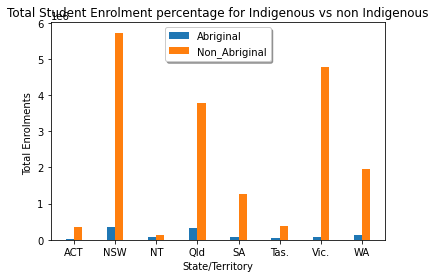 Total Student Enrolment percentage for Indigenous vs non Indigenous
1e6
Abriginal
Non_Abriginal
6
5
4
3
2
1
0
Total Enrolments
ACT NSW NT Qld SA Tas. Vic. WA
State/Territory